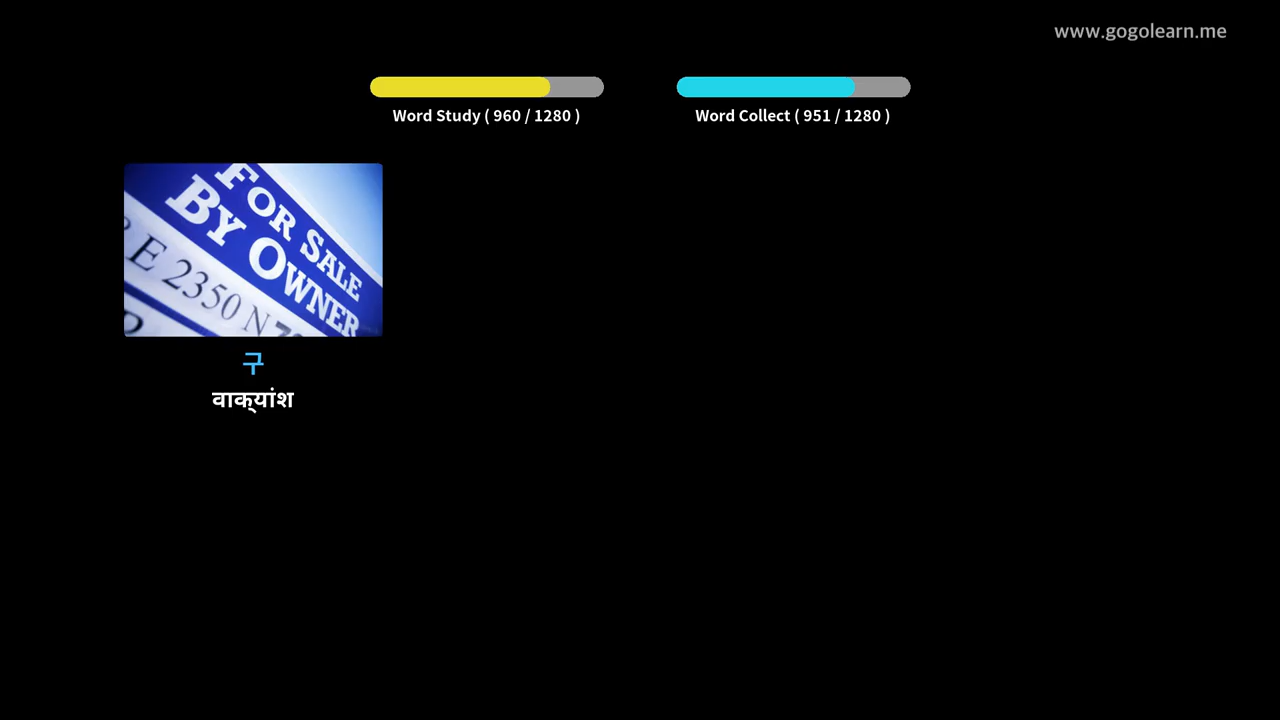 www.gogolearn.me
Word Study ( 960 / 1280 )
Word Collect ( 951 / 1280 )
FOR SALE
BY OWNER
E 2350 N
구
वाक्यांश